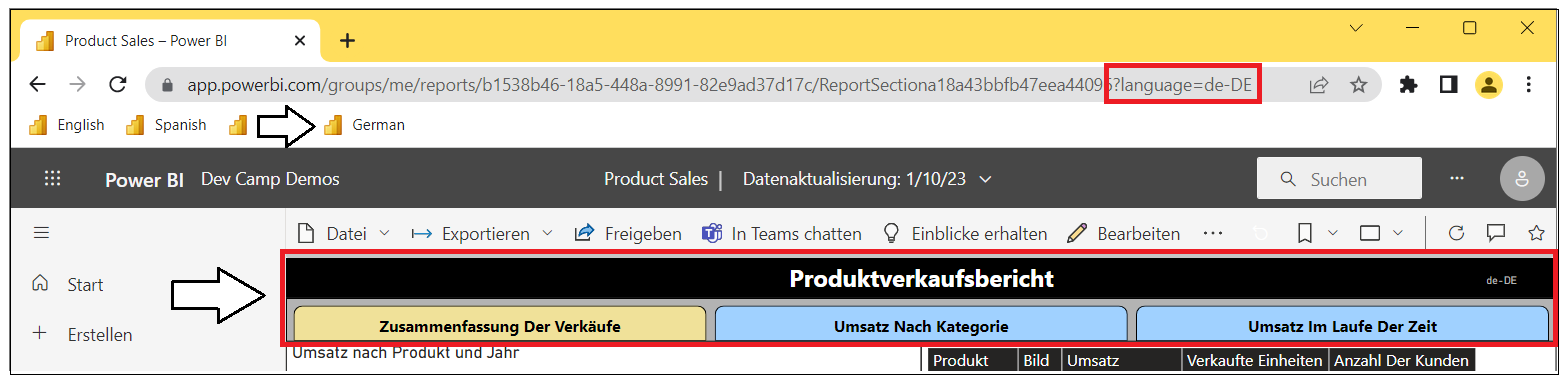 Product Sales – Power BI
app.powerbi.com/groups/me/reports/b1538b46-18a5-448a-8991-82e9ad37d17c/ReportSectiona18a43bbfb47eea44095?language=de-DE
English Spanish German
Power BI Dev Camp Demos Product Sales | Datenaktualisierung: 1/10/23 Suchen
Datei Exportieren Freigeben In Teams chatten Einblicke erhalten Bearbeiten
Start
Erstellen
Produktverkaufsbericht de-DE
Zusammenfassung Der Verkäufe Umsatz Nach Kategorie Umsatz Im Laufe Der Zeit
Umsatz nach Produkt und Jahr
Produkt Bild Umsatz Verkaufte Einheiten Anzahl Der Kunden